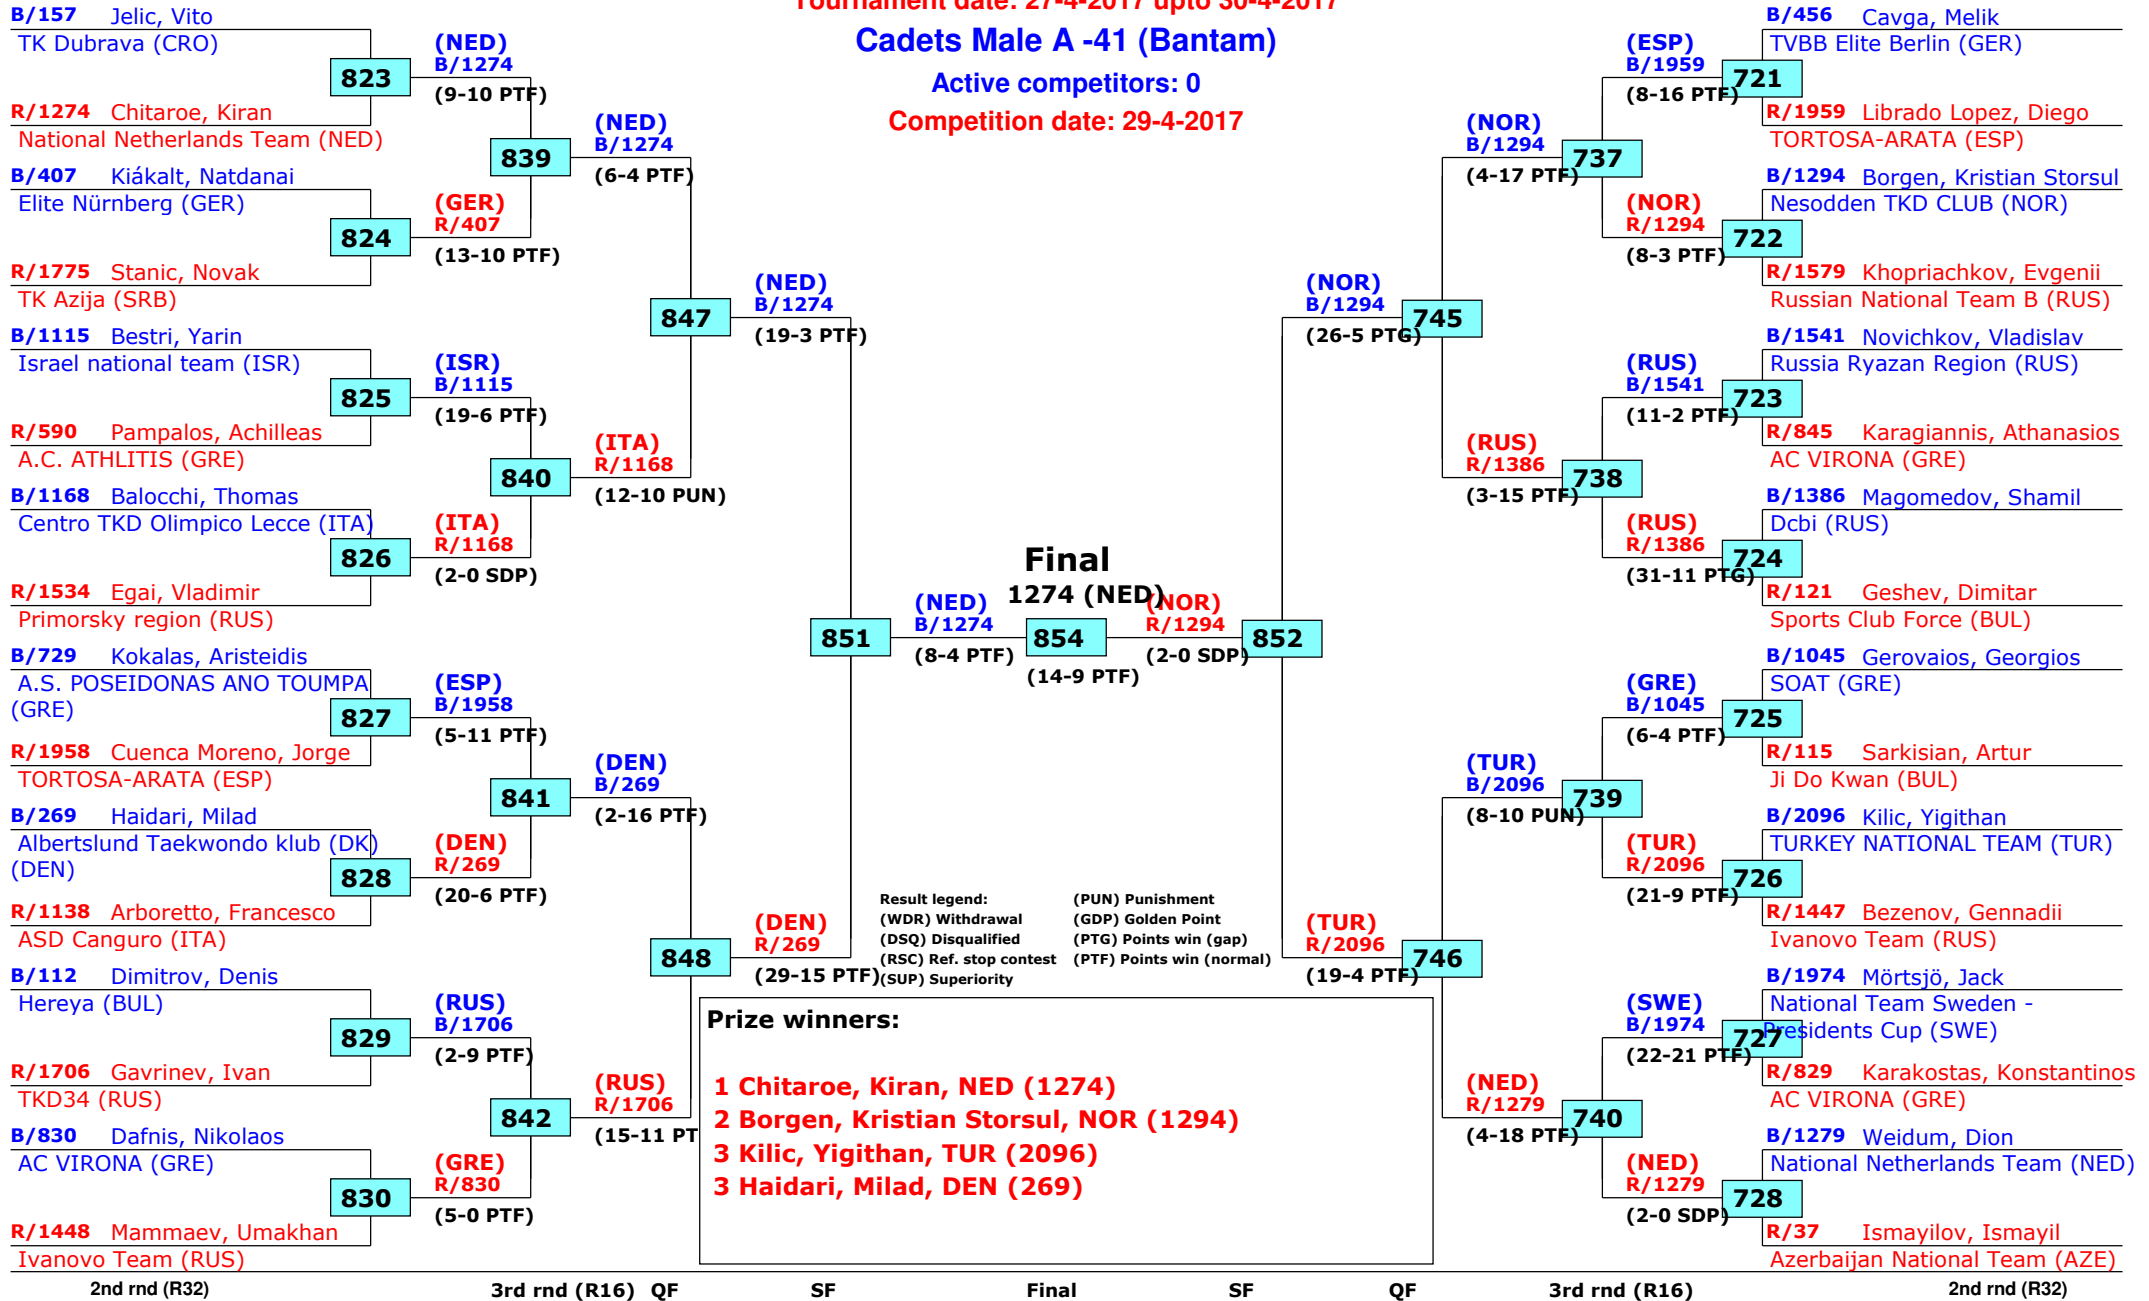 Tournament date: 27-4-2017 upto 30-4-2017
Cadets Male A -41 (Bantam)
Active competitors: 0
Competition date: 29-4-2017
B/157 Jelic, Vito
TK Dubrava (CRO)
823
R/1274 Chitaroe, Kiran
National Netherlands Team (NED)
B/407 Kiákalt, Natdanai
Elite Nürnberg (GER)
824
R/1775 Stanic, Novak
TK Azija (SRB)
B/1115 Bestri, Yarin
Israel national team (ISR)
825
R/590 Pampalos, Achilleas
A.C. ATHLITIS (GRE)
B/1168 Balocchi, Thomas
Centro TKD Olimpico Lecce (ITA)
826
R/1534 Egai, Vladimir
Primorsky region (RUS)
B/729 Kokalas, Aristeidis
A.S. POSEIDONAS ANO TOUMPA
(GRE)
827
R/1958 Cuenca Moreno, Jorge
TORTOSA-ARATA (ESP)
B/269 Haidari, Milad
Albertslund Taekwondo klub (DK)
(DEN)
828
R/1138 Arboretto, Francesco
ASD Canguro (ITA)
B/112 Dimitrov, Denis
Hereya (BUL)
829
R/1706 Gavrinev, Ivan
TKD34 (RUS)
B/830 Dafnis, Nikolaos
AC VIRONA (GRE)
830
R/1448 Mammaev, Umakhan
Ivanovo Team (RUS)
(NED)
B/1274
(9-10 PTF)
839
(GER)
R/407
(13-10 PTF)
(ISR)
B/1115
(19-6 PTF)
840
(ITA)
R/1168
(2-0 SDP)
(ESP)
B/1958
(5-11 PTF)
841
(DEN)
R/269
(20-6 PTF)
(RUS)
B/1706
(2-9 PTF)
842
(GRE)
R/830
(5-0 PTF)
(NED)
B/1274
(6-4 PTF)
847
(ITA)
R/1168
(12-10 PUN)
(DEN)
B/269
(2-16 PTF)
848
(RUS)
R/1706
(15-11 PT
(NED)
B/1274
(19-3 PTF)
851
(DEN)
R/269
(29-15 PTF)
(NED)
B/1274
(8-4 PTF)
Final
1274 (NED)
854
(14-9 PTF)
(NOR)
R/1294
(2-0 SDP)
852
(NOR)
B/1294
(26-5 PTG)
745
(TUR)
R/2096
(19-4 PTF)
746
(NOR)
B/1294
(4-17 PTF)
737
(RUS)
R/1386
(3-15 PTF)
738
(TUR)
B/2096
(8-10 PUN)
739
(NED)
R/1279
(4-18 PTF)
740
(ESP)
B/1959
(8-16 PTF)
(NOR)
R/1294
(8-3 PTF)
(RUS)
B/1541
(11-2 PTF)
(RUS)
R/1386
(31-11 PTG)
(GRE)
B/1045
(6-4 PTF)
(TUR)
R/2096
(21-9 PTF)
(SWE)
B/1974
(22-21 PTF)
(NED)
R/1279
(2-0 SDP)
B/456 Cavga, Melik
TVBB Elite Berlin (GER)
721
R/1959 Librado Lopez, Diego
TORTOSA-ARATA (ESP)
B/1294 Borgen, Kristian Storsul
Nesodden TKD CLUB (NOR)
722
R/1579 Khopriachkov, Evgenii
Russian National Team B (RUS)
B/1541 Novichkov, Vladislav
Russia Ryazan Region (RUS)
723
R/845 Karagiannis, Athanasios
AC VIRONA (GRE)
B/1386 Magomedov, Shamil
Dcbi (RUS)
724
R/121 Geshev, Dimitar
Sports Club Force (BUL)
B/1045 Gerovaios, Georgios
SOAT (GRE)
725
R/115 Sarkisian, Artur
Ji Do Kwan (BUL)
B/2096 Kilic, Yigithan
TURKEY NATIONAL TEAM (TUR)
726
R/1447 Bezenov, Gennadii
Ivanovo Team (RUS)
B/1974 Mörtsjö, Jack
National Team Sweden -
Presidents Cup (SWE)
727
R/829 Karakostas, Konstantinos
AC VIRONA (GRE)
B/1279 Weidum, Dion
National Netherlands Team (NED)
728
R/37 Ismayilov, Ismayil
Azerbaijan National Team (AZE)
Result legend: (PUN) Punishment
(WDR) Withdrawal (GDP) Golden Point
(DSQ) Disqualified (PTG) Points win (gap)
(RSC) Ref. stop contest (PTF) Points win (normal)
(SUP) Superiority
Prize winners:
1 Chitaroe, Kiran, NED (1274)
2 Borgen, Kristian Storsul, NOR (1294)
3 Kilic, Yigithan, TUR (2096)
3 Haidari, Milad, DEN (269)
2nd rnd (R32) 3rd rnd (R16) QF SF Final SF QF 3rd rnd (R16) 2nd rnd (R32)